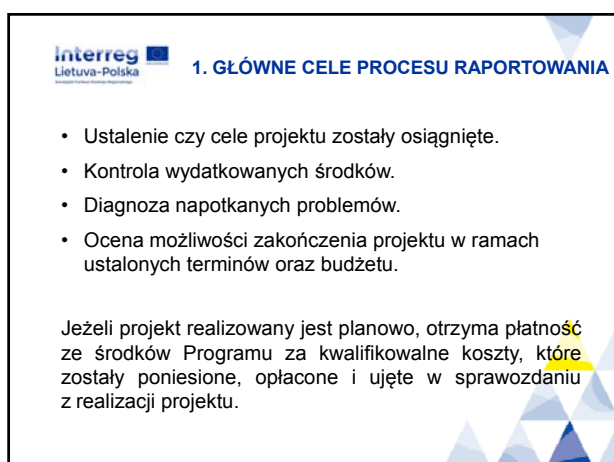 Interreg
Lietuva-Polska
1. GŁÓWNE CELE PROCESU RAPORTOWANIA
• Ustalenie czy cele projektu zostały osiągnięte.
• Kontrola wydatkowanych środków.
• Diagnoza napotkanych problemów.
• Ocena możliwości zakończenia projektu w ramach
ustalonych terminów oraz budżetu.
Jeżeli projekt realizowany jest planowo, otrzyma płatność
ze środków Programu za kwalifikowalne koszty, które
zostały poniesione, opłacone i ujęte w sprawozdaniu
z realizacji projektu.